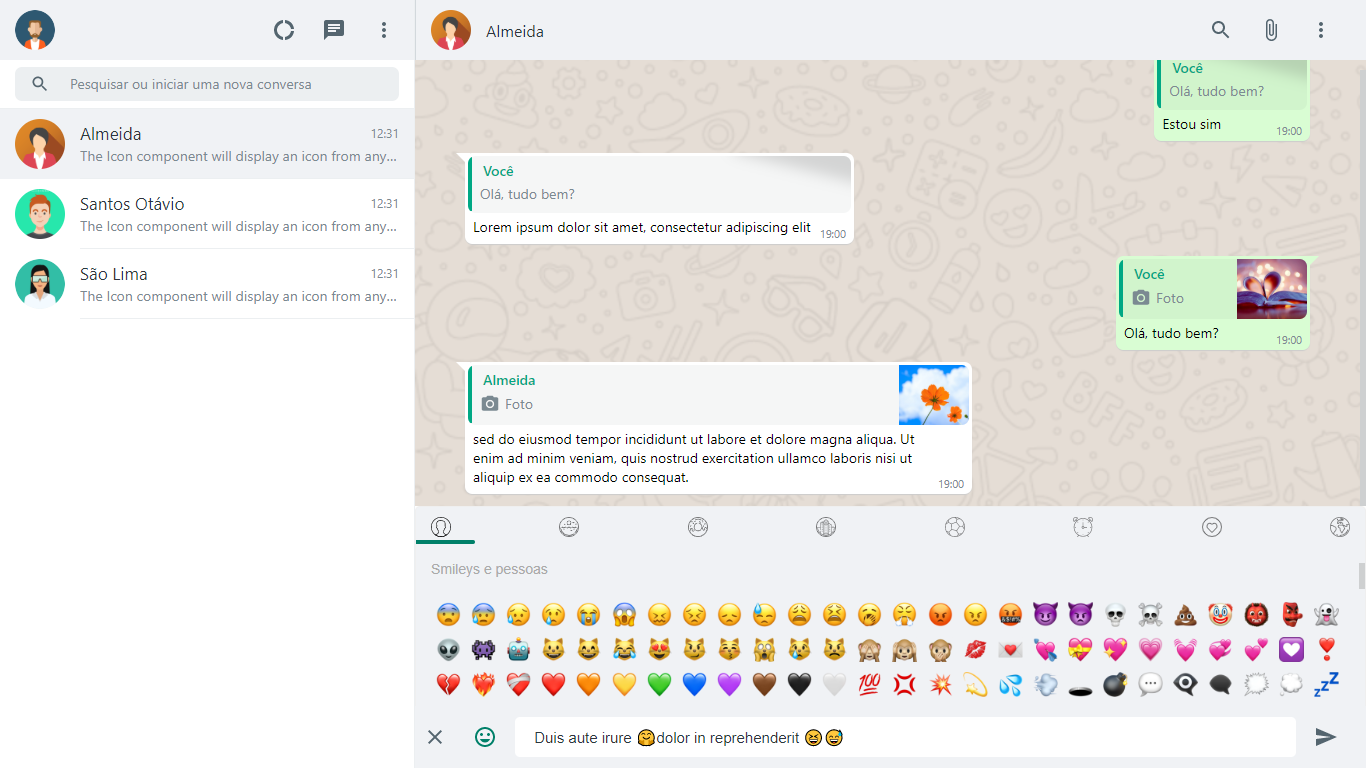 Almeida
Pesquisar ou iniciar uma nova conversa
Almeida 12:31
The Icon component will display an icon from any...
Santos Otávio 12:31
The Icon component will display an icon from any...
São Lima 12:31
The Icon component will display an icon from any...
Você
Olá, tudo bem?
Estou sim 19:00
Você
Olá, tudo bem?
Lorem ipsum dolor sit amet, consectetur adipiscing elit 19:00
Você
Foto
Olá, tudo bem? 19:00
Almeida
Foto
sed do eiusmod tempor incididunt ut labore et dolore magna aliqua. Ut
enim ad minim veniam, quis nostrud exercitation ullamco laboris nisi ut
aliquip ex ea commodo consequat. 19:00
Smileys e pessoas
Duis aute irure 🤗dolor in reprehenderit 😆😅